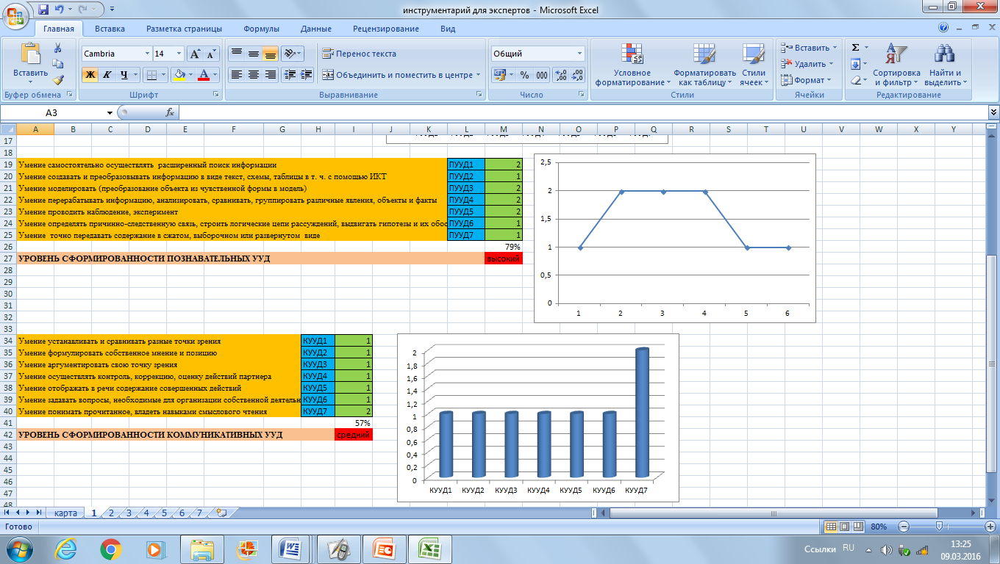 инструментарий для экспертов - Microsoft Excel
Главная Вставка Разметка страницы Формулы Данные Рецензирование Вид
Вставить
Буфер обмена
Cambria 14
Ж К Ч
Шрифт
Перенос текста
Объединить и поместить в центре
Выравнивание
Общий
% 000
Число
Условное форматирование
Форматировать как таблицу
Стили ячеек
Стили
Вставить
Удалить
Формат
Ячейки
Сортировка и фильтр
Найти и выделить
Редактирование
A3 fx
A B C D E F G H I J K L M N O P Q R S T U V W X Y
17
18
19 Умение самостоятельно осуществлять расширенный поиск информации ПУУД1 2
20 Умение создавать и преобразовывать информацию в виде текст, схемы, таблицы в т. ч. с помощью ИКТ ПУУД2 1
21 Умение моделировать (преобразование объекта из чувственной формы в модель) ПУУД3 2
22 Умение перерабатывать информацию, анализировать, сравнивать, группировать различные явления, объекты и факты ПУУД4 2
23 Умение проводить наблюдение, эксперимент ПУУД5 2
24 Умение определять причинно-следственную связь, строить логические цепи рассуждений, выдвигать гипотезы и их обос ПУУД6 1
25 Умение точно передавать содержание в сжатом, выборочном или развернутом виде ПУУД7 1
26 79%
27 УРОВЕНЬ СФОРМИРОВАННОСТИ ПОЗНАВАТЕЛЬНЫХ УУД высокий
28
29
30
31
32
33
2,5
2
1,5
1
0,5
0
1 2 3 4 5 6
34 Умение устанавливать и сравнивать разные точки зрения КУУД1 1
35 Умение формулировать собственное мнение и позицию КУУД2 1
36 Умение аргументировать свою точку зрения КУУД3 1
37 Умение осуществлять контроль, коррекцию, оценку действий партнера КУУД4 1
38 Умение отображать в речи содержание совершенных действий КУУД5 1
39 Умение задавать вопросы, необходимые для организации собственной деятельн КУУД6 1
40 Умение понимать прочитанное, владеть навыками смыслового чтения КУУД7 2
41 57%
42 УРОВЕНЬ СФОРМИРОВАННОСТИ КОММУНИКАТИВНЫХ УУД средний
43
44
45
46
47
48
2
1,8
1,6
1,4
1,2
1
0,8
0,6
0,4
0,2
0
КУУД1 КУУД2 КУУД3 КУУД4 КУУД5 КУУД6 КУУД7
карта 1 2 3 4 5 6 7
Готово 80%
Ссылки RU 13:25
09.03.2016